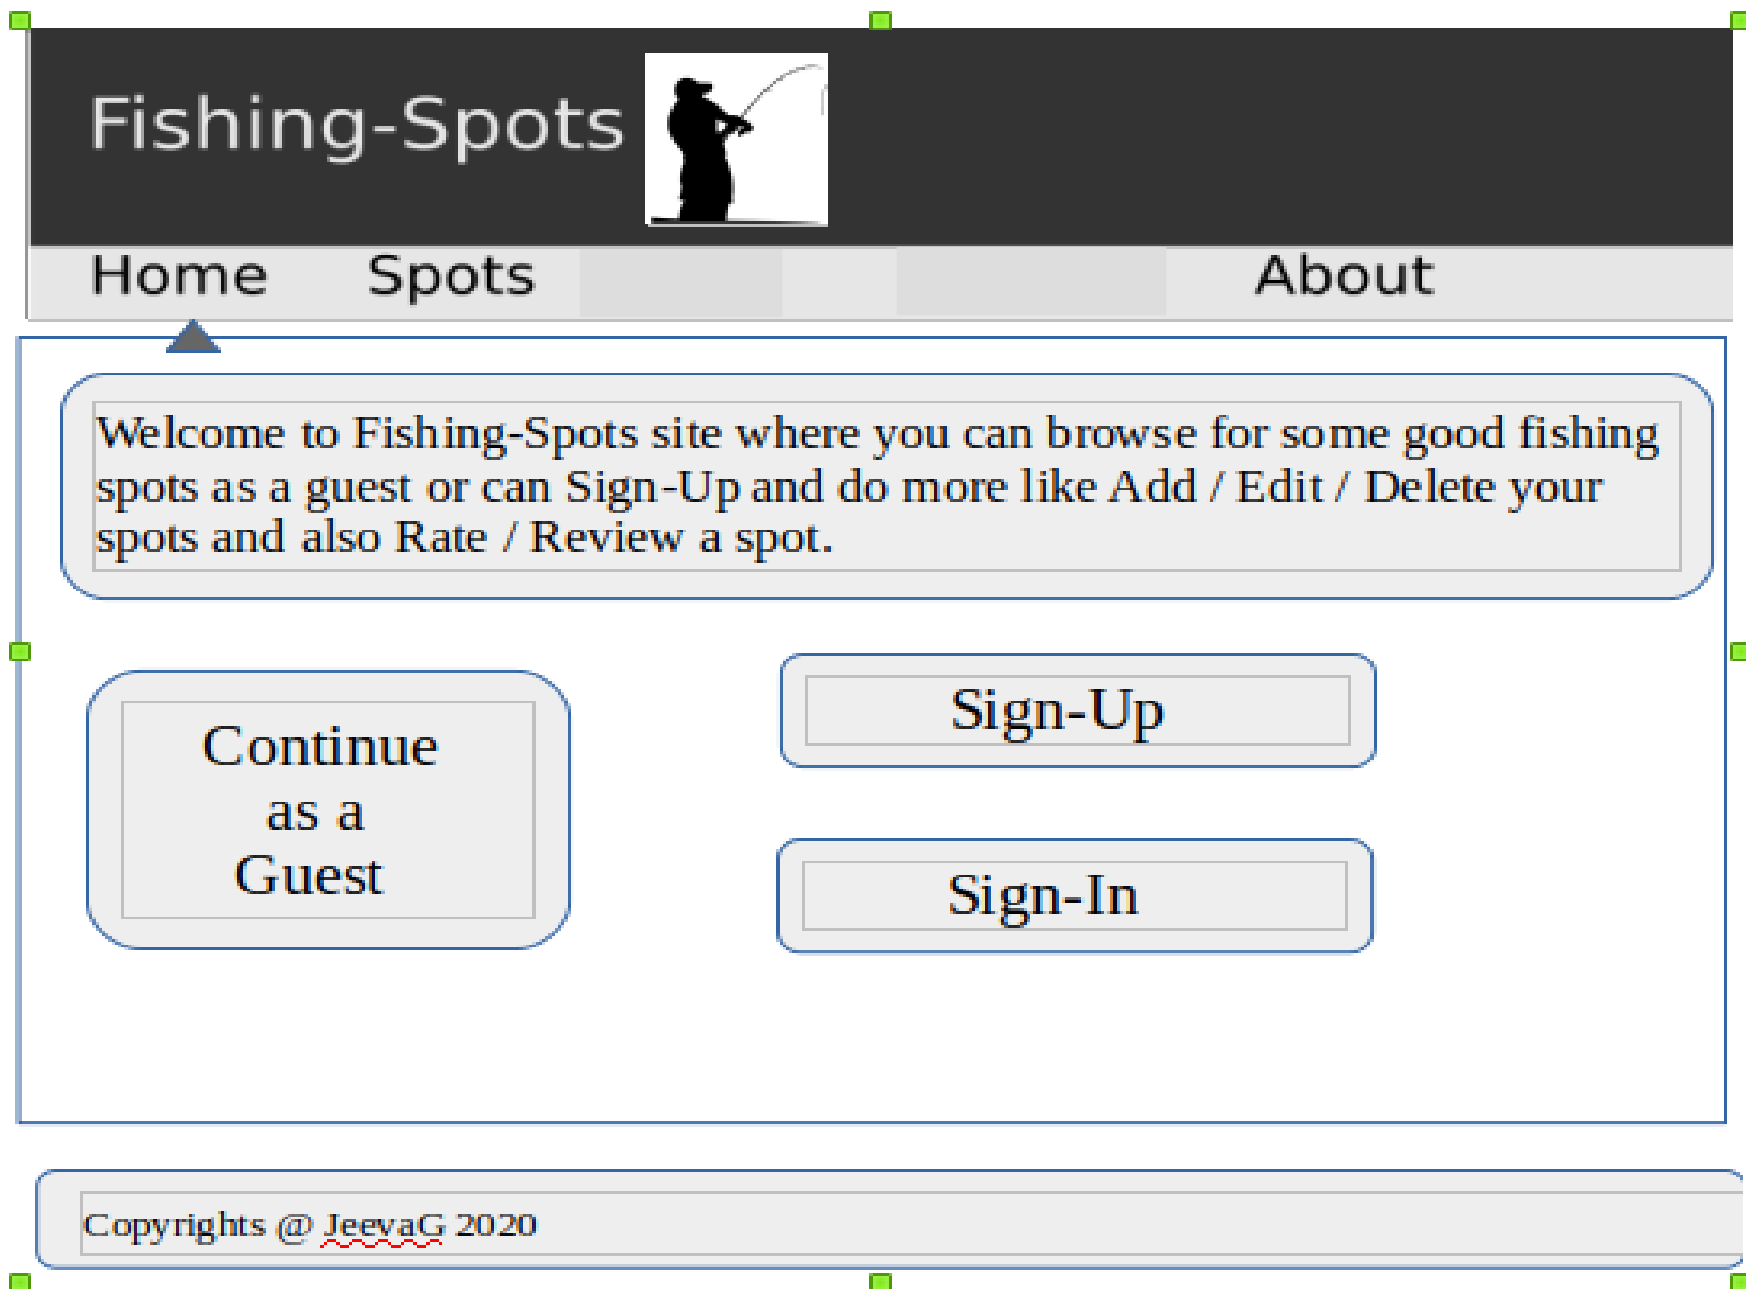 Fishing-Spots
Home Spots About
Welcome to Fishing-Spots site where you can browse for some good fishing
spots as a guest or can Sign-Up and do more like Add / Edit / Delete your
spots and also Rate / Review a spot.
Continue
as a
Guest
Sign-Up
Sign-In
Copyrights @ JeevaG 2020